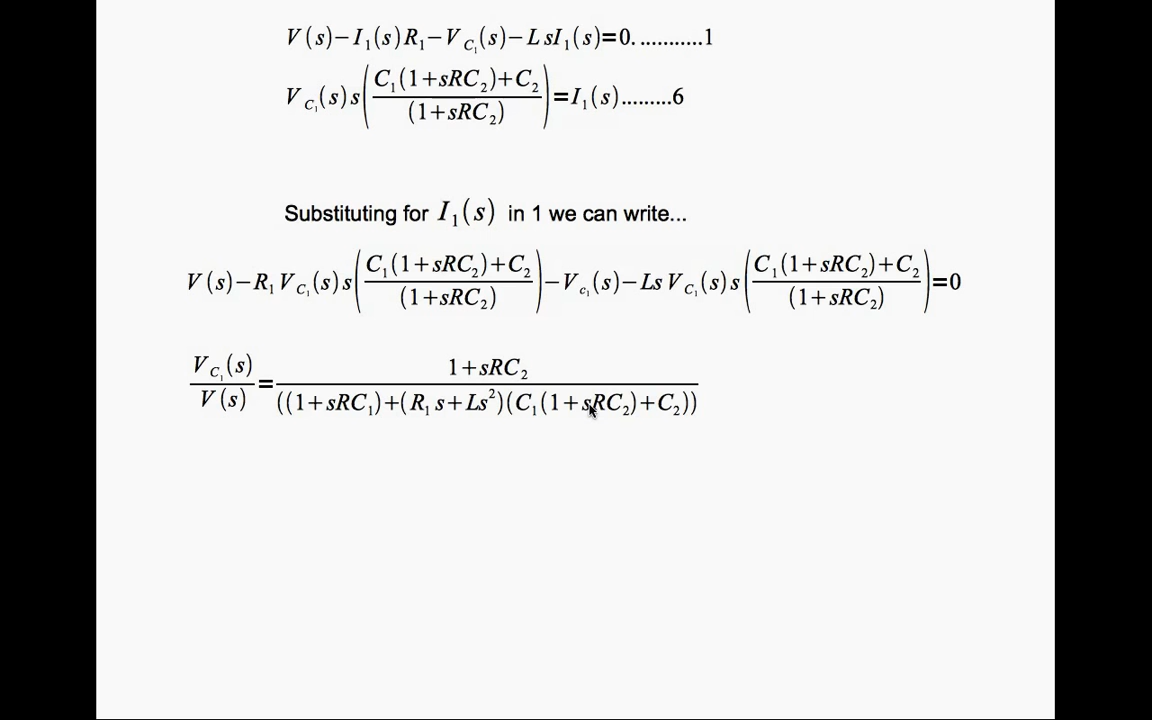 V(s)−I₁(s)R₁−V_C₁(s)−LsI₁(s)=0............1
V_C₁(s)s((C₁(1+sRC₂)+C₂)/(1+sRC₂))=I₁(s).........6
Substituting for I₁(s) in 1 we can write...
V(s)−R₁V_C₁(s)s((C₁(1+sRC₂)+C₂)/(1+sRC₂))−V_c₁(s)−LsV_C₁(s)s((C₁(1+sRC₂)+C₂)/(1+sRC₂))=0
V_C₁(s)/V(s)=(1+sRC₂)/((1+sRC₁)+(R₁s+Ls²)(C₁(1+sRC₂)+C₂))